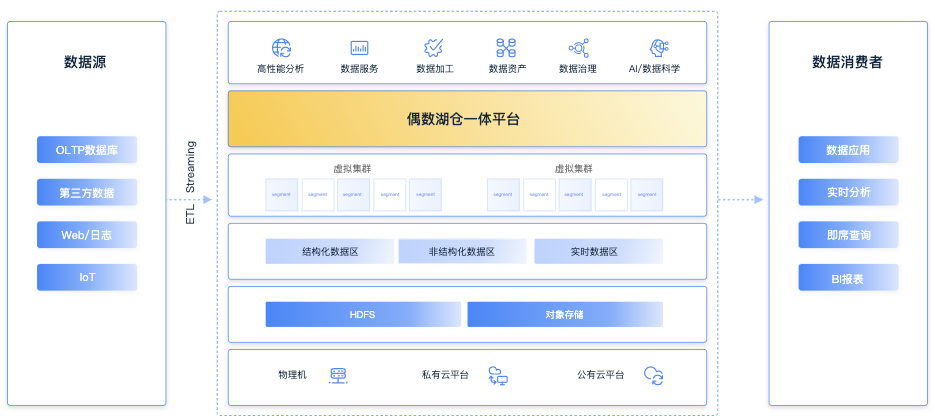 数据源
OLTP数据库
第三方数据
Web/日志
IoT
ETL Streaming
高性能分析 数据服务 数据加工 数据资产 数据治理 AI/数据科学
偶数湖仓一体平台
虚拟集群 虚拟集群
segment segment segment segment segment segment segment segment segment segment
结构化数据区 非结构化数据区 实时数据区
HDFS 对象存储
物理机 私有云平台 公有云平台
数据消费者
数据应用
实时分析
即席查询
BI报表